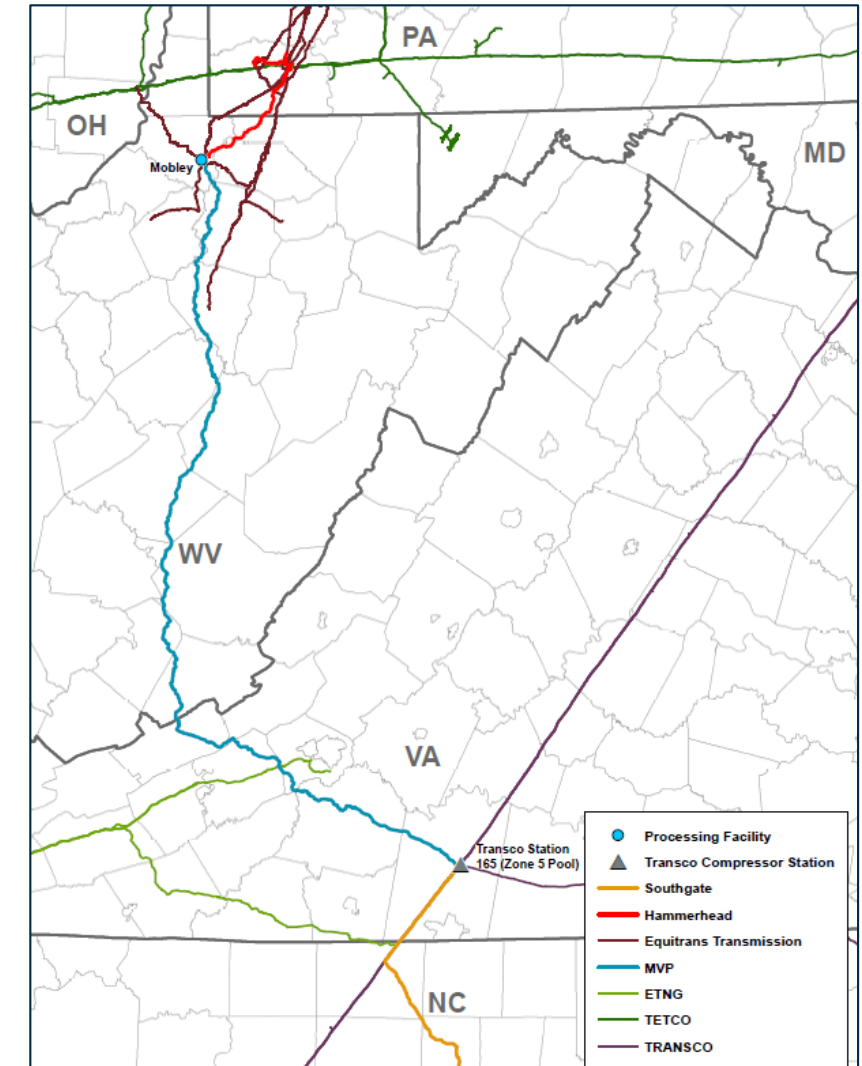 PA
OH
MD
Mobley
WV
VA
Transco Station
165 (Zone 5 Pool)
NC
Processing Facility
Transco Compressor Station
Southgate
Hammerhead
Equitrans Transmission
MVP
ETNG
TETCO
TRANSCO